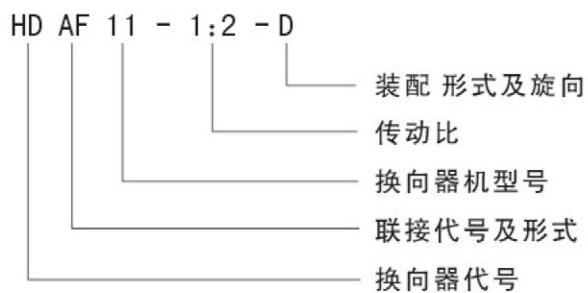 HD AF 11 - 1:2 - D
装配 形式及旋向
传动比
换向器机型号
联接代号及形式
换向器代号